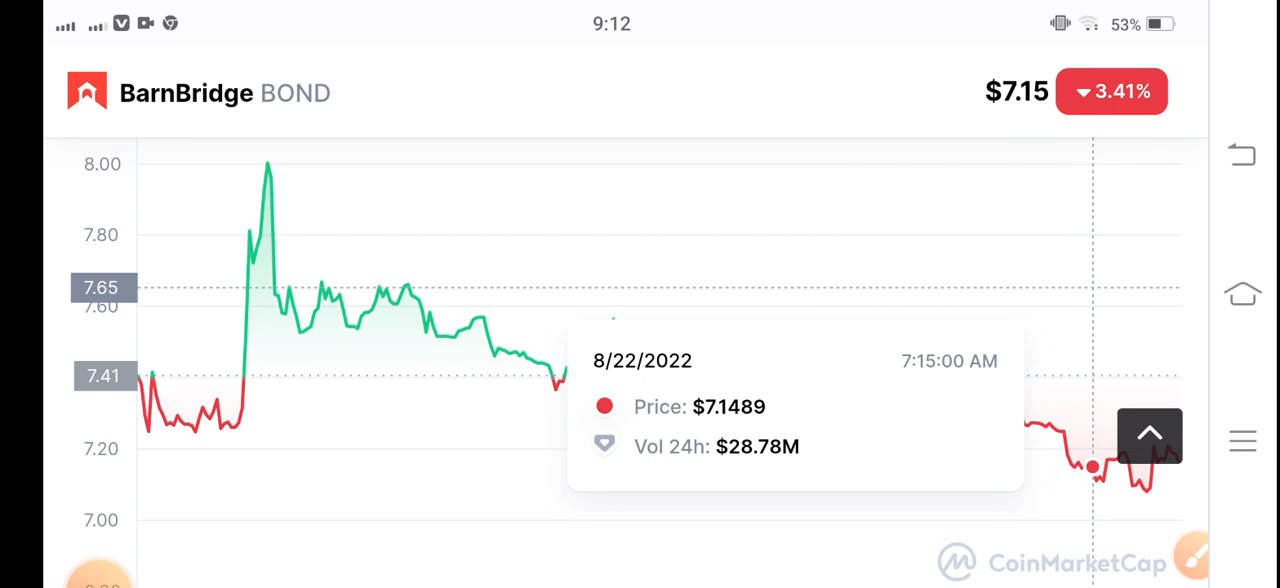 9:12
53%
BarnBridge BOND
$7.15
3.41%
8.00
7.80
7.65
7.60
7.41
7.20
7.00
8/22/2022 7:15:00 AM
Price: $7.1489
Vol 24h: $28.78M
CoinMarketCap